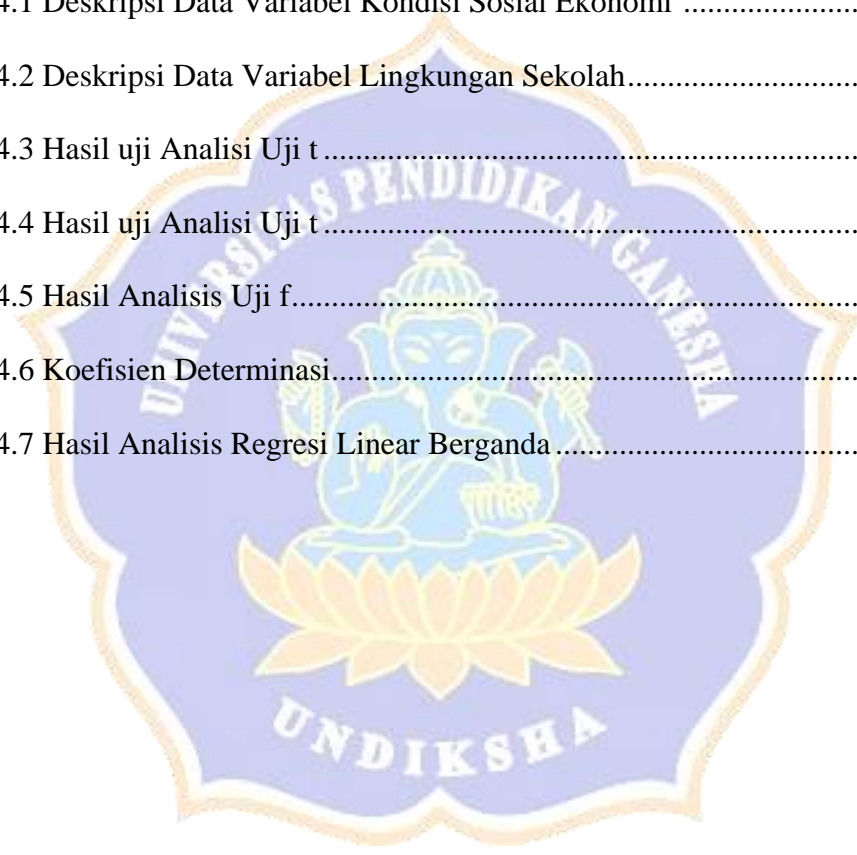 4.1 Deskripsi Data Variabel Kondisi Sosial Ekonomi ......................
4.2 Deskripsi Data Variabel Lingkungan Sekolah.............................
4.3 Hasil uji Analisi Uji t ....................................................................
4.4 Hasil uji Analisi Uji t ....................................................................
4.5 Hasil Analisis Uji f........................................................................
4.6 Koefisien Determinasi...................................................................
4.7 Hasil Analisis Regresi Linear Berganda ......................................
UNIVERSITAS PENDIDIKAN GANESHA
UNDIKSHA